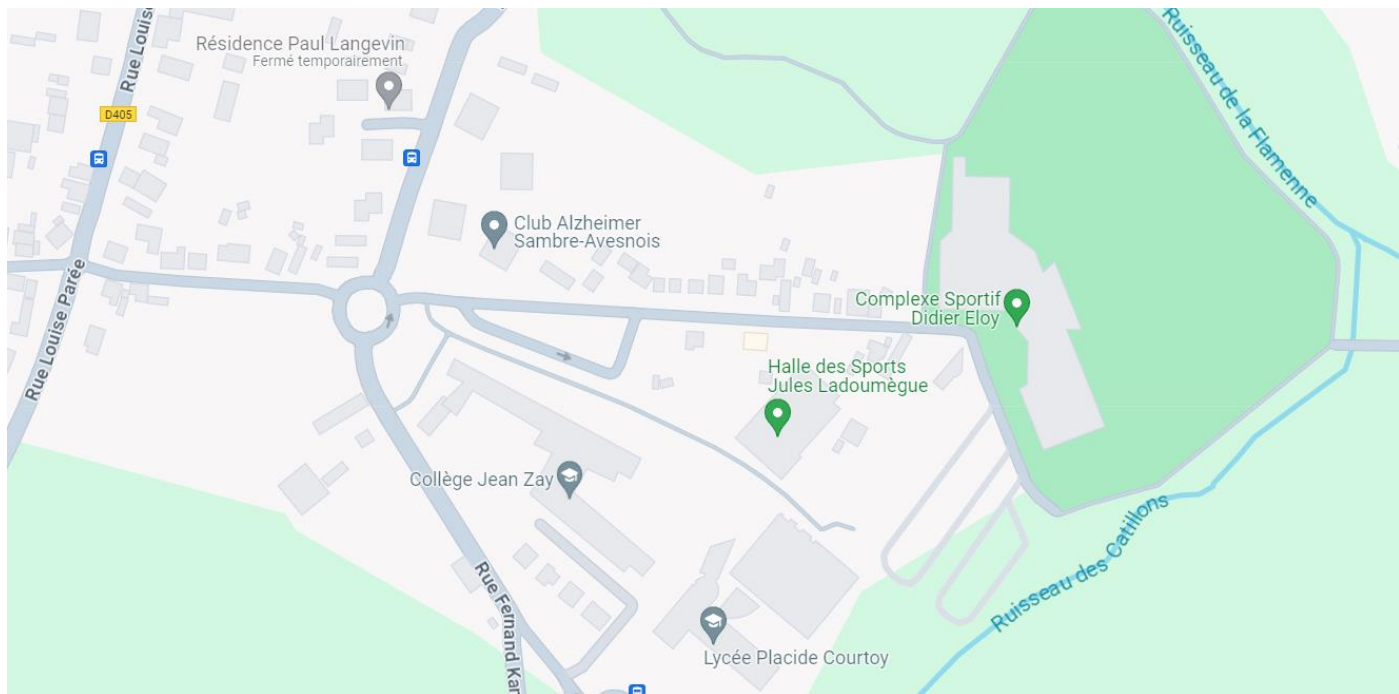 Rue Louise
Résidence Paul Langevin
Fermé temporairement
D405
Ruisseau de la Flamenne
Club Alzheimer
Sambre-Avesnois
Rue Louise Parée
Complexe Sportif
Didier Eloy
Halle des Sports
Jules Ladoumègue
Collège Jean Zay
Ruisseau des Catillons
Rue Fernand Kar
Lycée Placide Courtoy